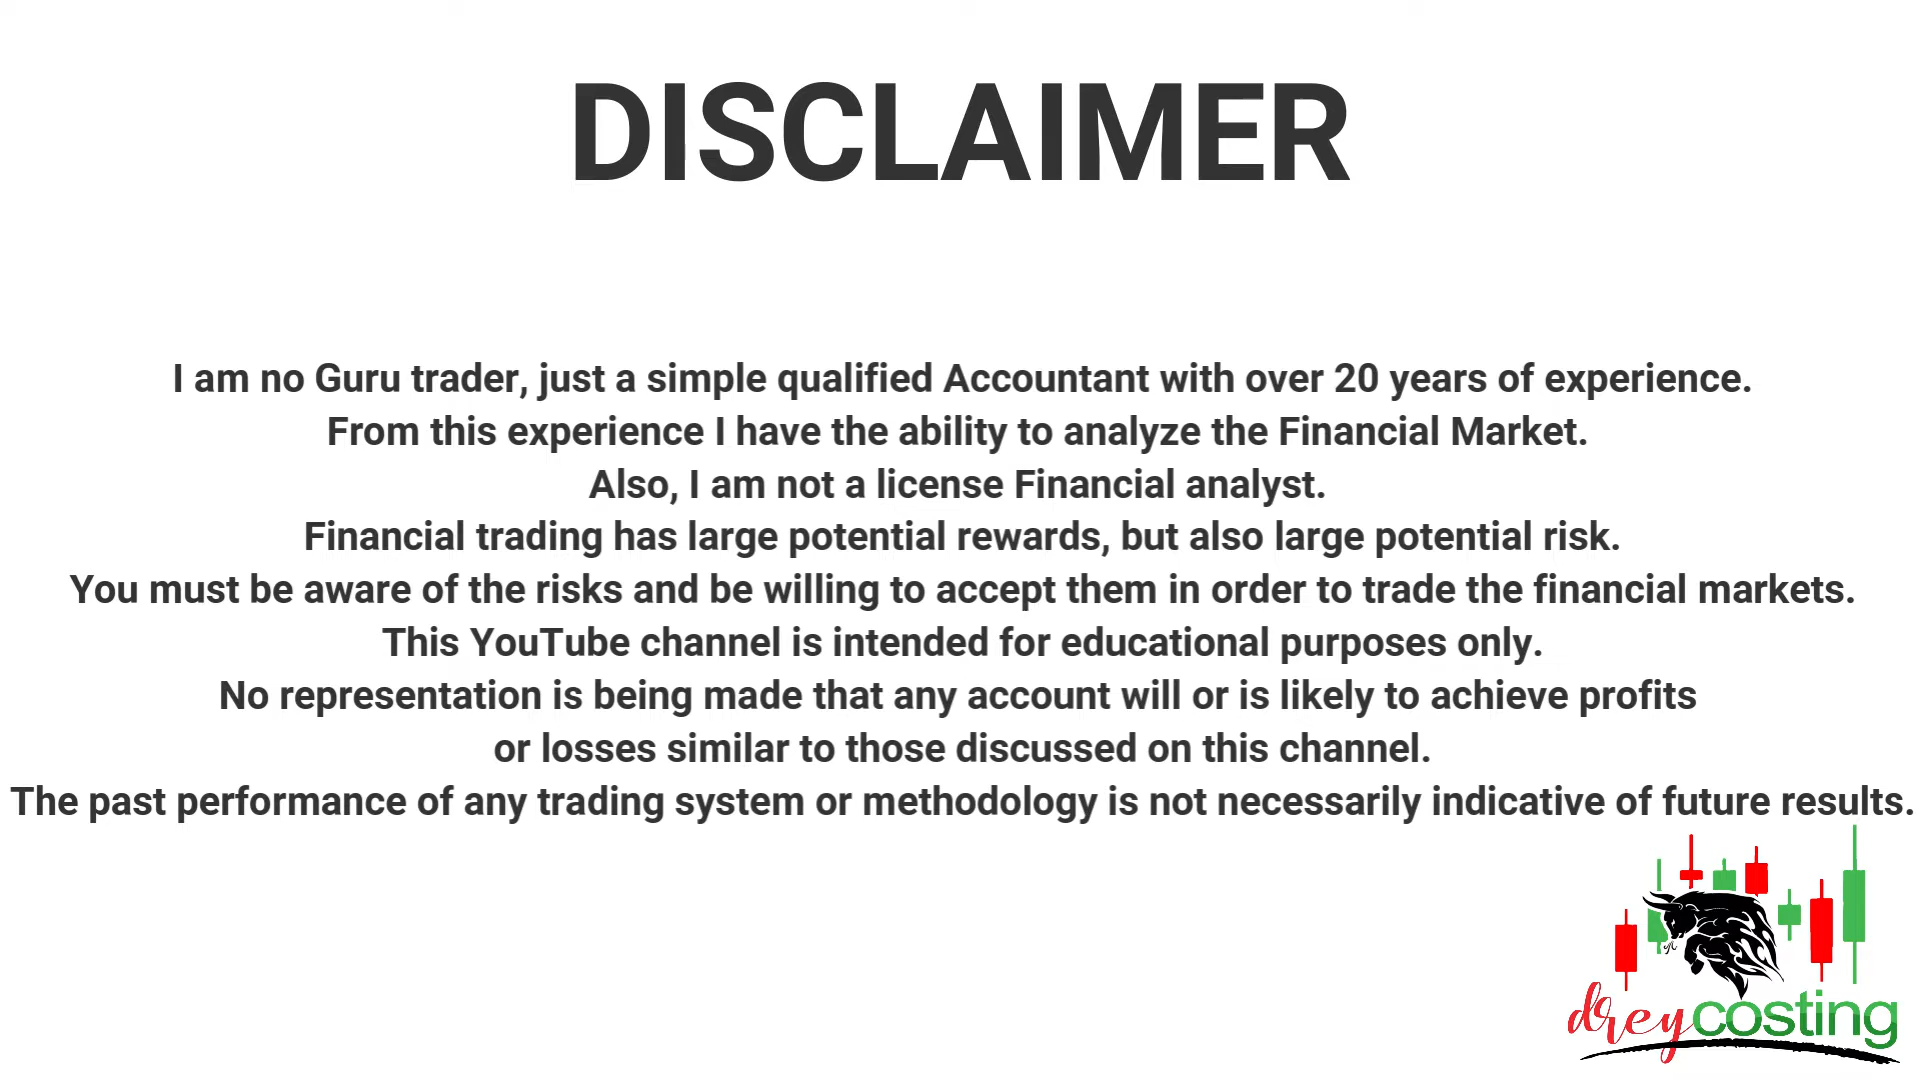 DISCLAIMER
I am no Guru trader, just a simple qualified Accountant with over 20 years of experience.
From this experience I have the ability to analyze the Financial Market.
Also, I am not a license Financial analyst.
Financial trading has large potential rewards, but also large potential risk.
You must be aware of the risks and be willing to accept them in order to trade the financial markets.
This YouTube channel is intended for educational purposes only.
No representation is being made that any account will or is likely to achieve profits
or losses similar to those discussed on this channel.
The past performance of any trading system or methodology is not necessarily indicative of future results.
dreycosting